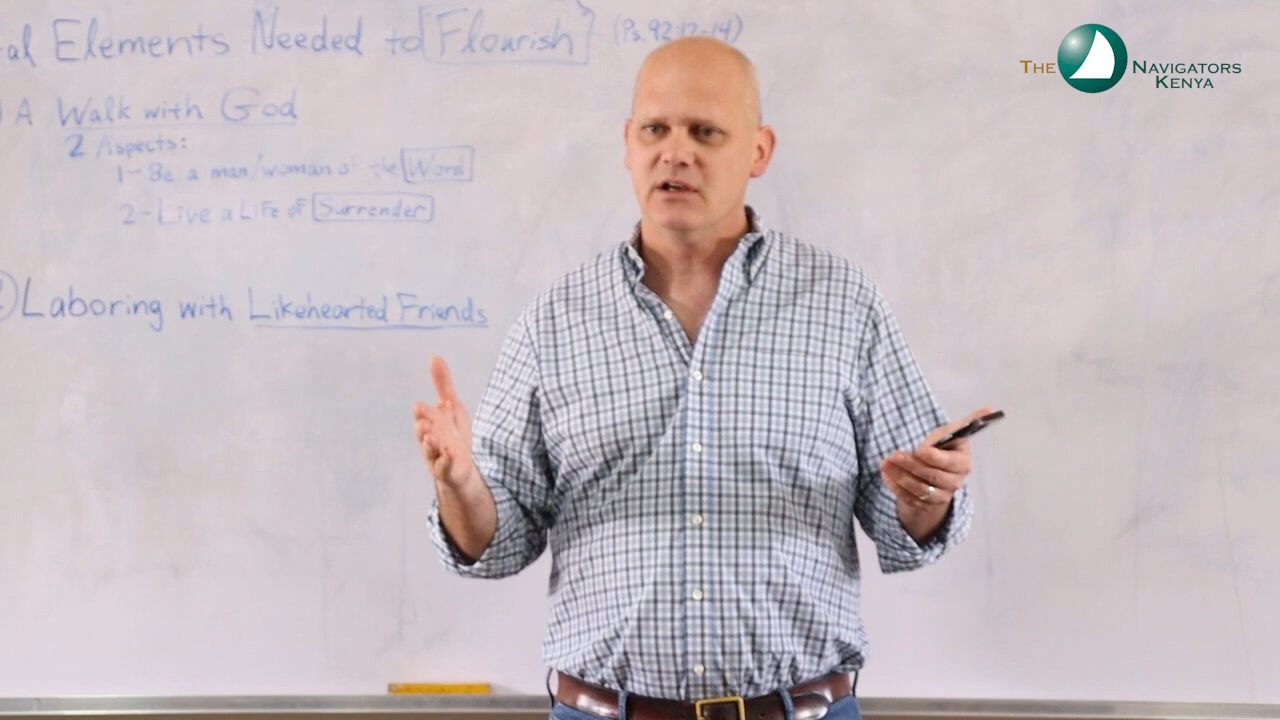 al Elements Needed to Flourish (Ps. 92:12-14)
A Walk with God
2 Aspects:
1- Be a man/woman of the Word
2- Live a Life of Surrender
2 Laboring with Likehearted Friends
THE NAVIGATORS
KENYA